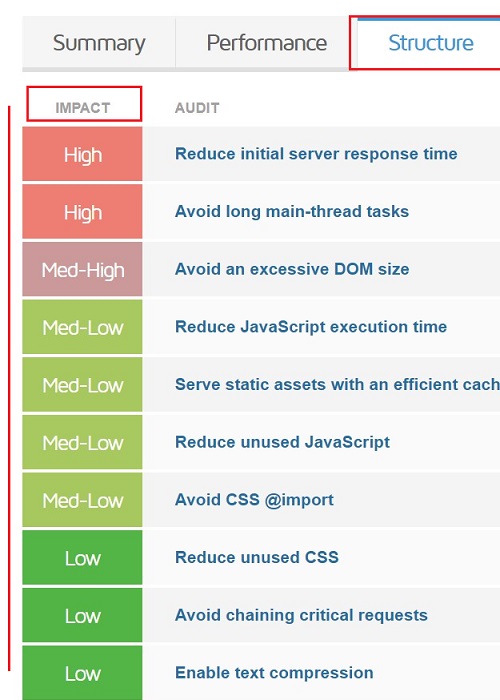 Summary Performance Structure
IMPACT AUDIT
High Reduce initial server response time
High Avoid long main-thread tasks
Med-High Avoid an excessive DOM size
Med-Low Reduce JavaScript execution time
Med-Low Serve static assets with an efficient cach
Med-Low Reduce unused JavaScript
Med-Low Avoid CSS @import
Low Reduce unused CSS
Low Avoid chaining critical requests
Low Enable text compression